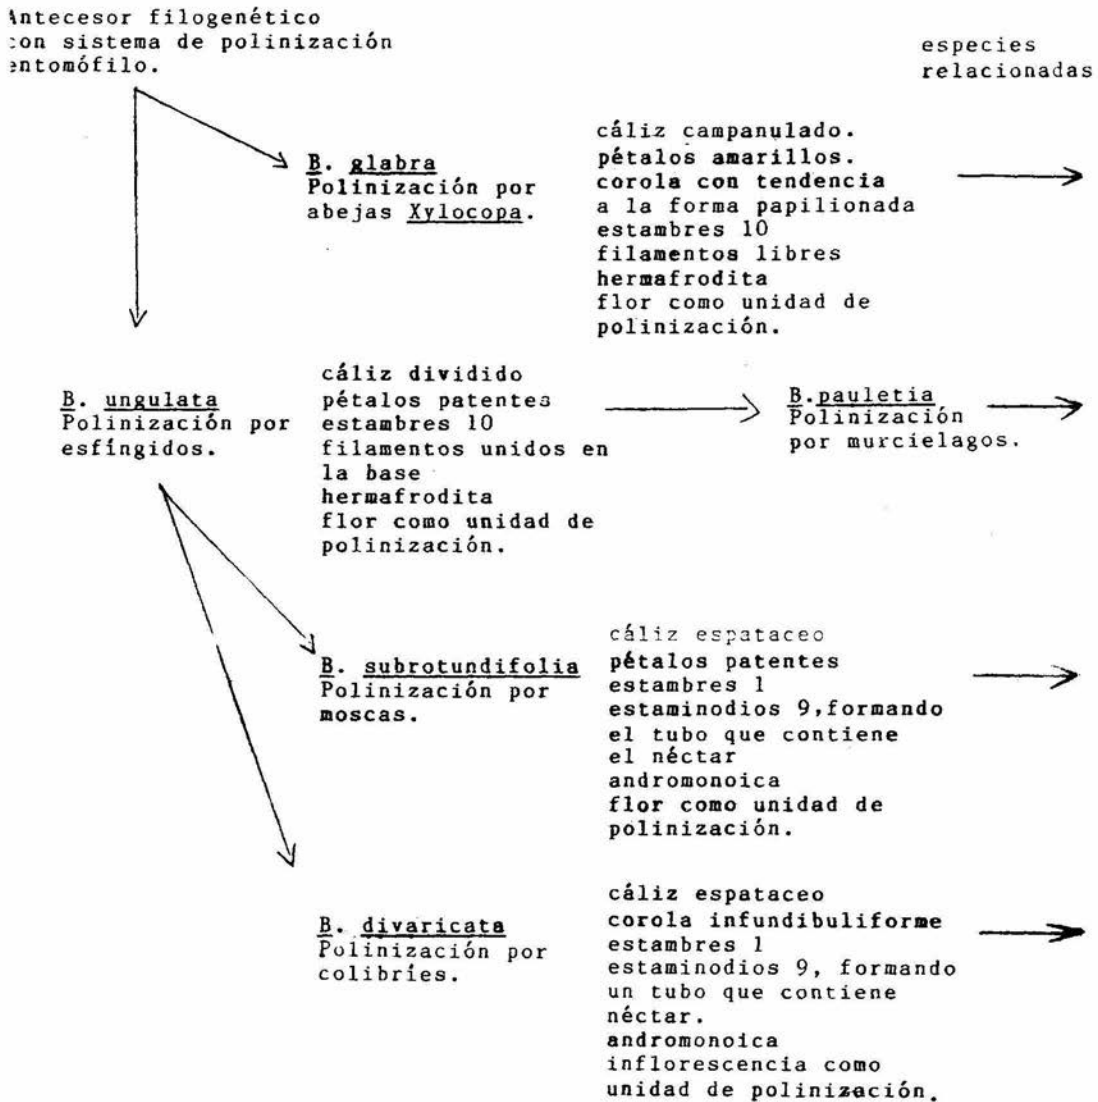 Antecesor filogenético
con sistema de polinización
entomófilo.
especies
relacionadas
B. glabra
Polinización por
abejas Xylocopa.
cáliz campanulado.
pétalos amarillos.
corola con tendencia
a la forma papilionada
estambres 10
filamentos libres
hermafrodita
flor como unidad de
polinización.
B. ungulata
Polinización por
esfíngidos.
cáliz dividido
pétalos patentes
estambres 10
filamentos unidos en
la base
hermafrodita
flor como unidad de
polinización.
B.pauletia
Polinización
por murcielagos.
B. subrotundifolia
Polinización por
moscas.
cáliz espataceo
pétalos patentes
estambres 1
estaminodios 9,formando
el tubo que contiene
el néctar
andromonoica
flor como unidad de
polinización.
B. divaricata
Polinización por
colibríes.
cáliz espataceo
corola infundibuliforme
estambres 1
estaminodios 9, formando
un tubo que contiene
néctar.
andromonoica
inflorescencia como
unidad de polinización.